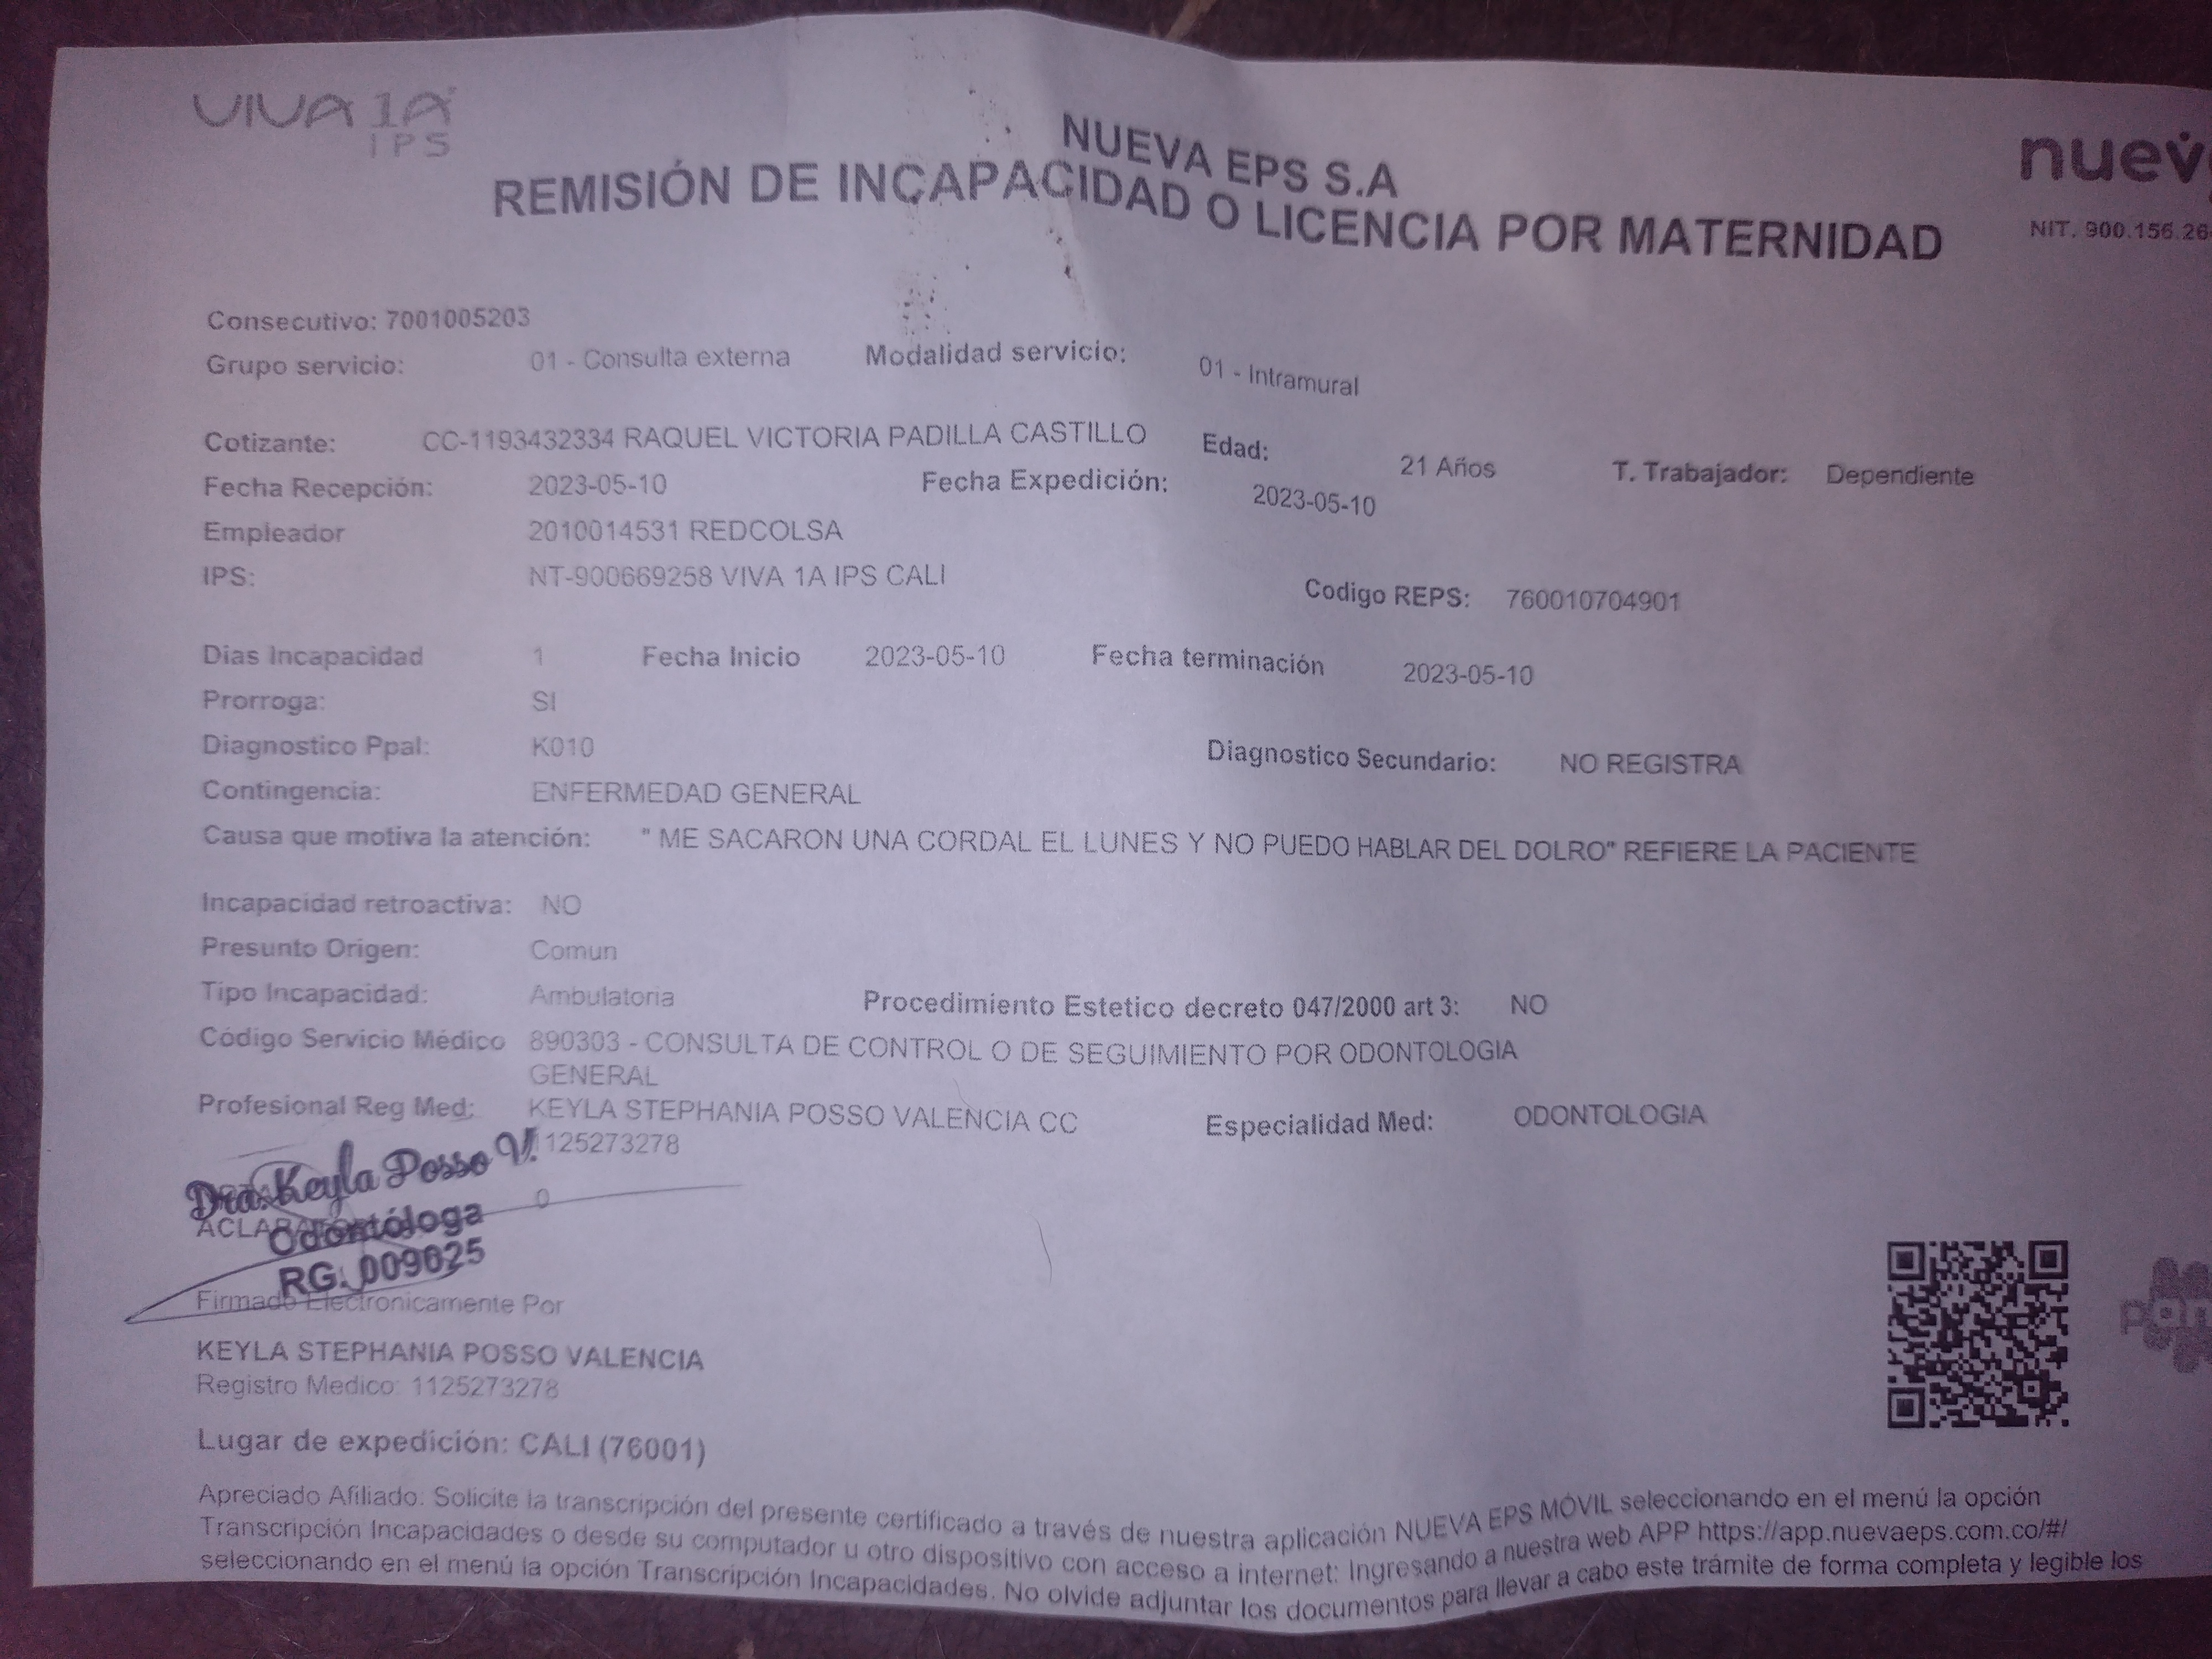 VIVA 1A
IPS
NUEVA EPS S.A
REMISIÓN DE INCAPACIDAD O LICENCIA POR MATERNIDAD
nuev
NIT. 900.156.26
Consecutivo: 7001005203
Grupo servicio: 01 - Consulta externa Modalidad servicio: 01 - Intramural
Cotizante: CC-1193432334 RAQUEL VICTORIA PADILLA CASTILLO Edad: 21 Años T. Trabajador: Dependiente
Fecha Recepción: 2023-05-10 Fecha Expedición: 2023-05-10
Empleador 2010014531 REDCOLSA
IPS: NT-900669258 VIVA 1A IPS CALI Codigo REPS: 760010704901
Dias Incapacidad 1 Fecha Inicio 2023-05-10 Fecha terminación 2023-05-10
Prorroga: SI
Diagnostico Ppal: K010 Diagnostico Secundario: NO REGISTRA
Contingencia: ENFERMEDAD GENERAL
Causa que motiva la atención: " ME SACARON UNA CORDAL EL LUNES Y NO PUEDO HABLAR DEL DOLRO" REFIERE LA PACIENTE
Incapacidad retroactiva: NO
Presunto Origen: Comun
Tipo Incapacidad: Ambulatoria Procedimiento Estetico decreto 047/2000 art 3: NO
Código Servicio Médico 890303 - CONSULTA DE CONTROL O DE SEGUIMIENTO POR ODONTOLOGIA
GENERAL
Profesional Reg Med: KEYLA STEPHANIA POSSO VALENCIA CC Especialidad Med: ODONTOLOGIA
1125273278
Dra. Keyla Posso V.
0
Odontóloga
RG. 009625
Firmado Electronicamente Por
KEYLA STEPHANIA POSSO VALENCIA
Registro Medico: 1125273278
Lugar de expedición: CALI (76001)
Apreciado Afiliado: Solicite la transcripción del presente certificado a través de nuestra aplicación NUEVA EPS MÓVIL seleccionando en el menú la opción
Transcripción Incapacidades o desde su computador u otro dispositivo con acceso a internet: Ingresando a nuestra web APP https://app.nuevaeps.com.co/#/
seleccionando en el menú la opción Transcripción Incapacidades. No olvide adjuntar los documentos para llevar a cabo este trámite de forma completa y legible los